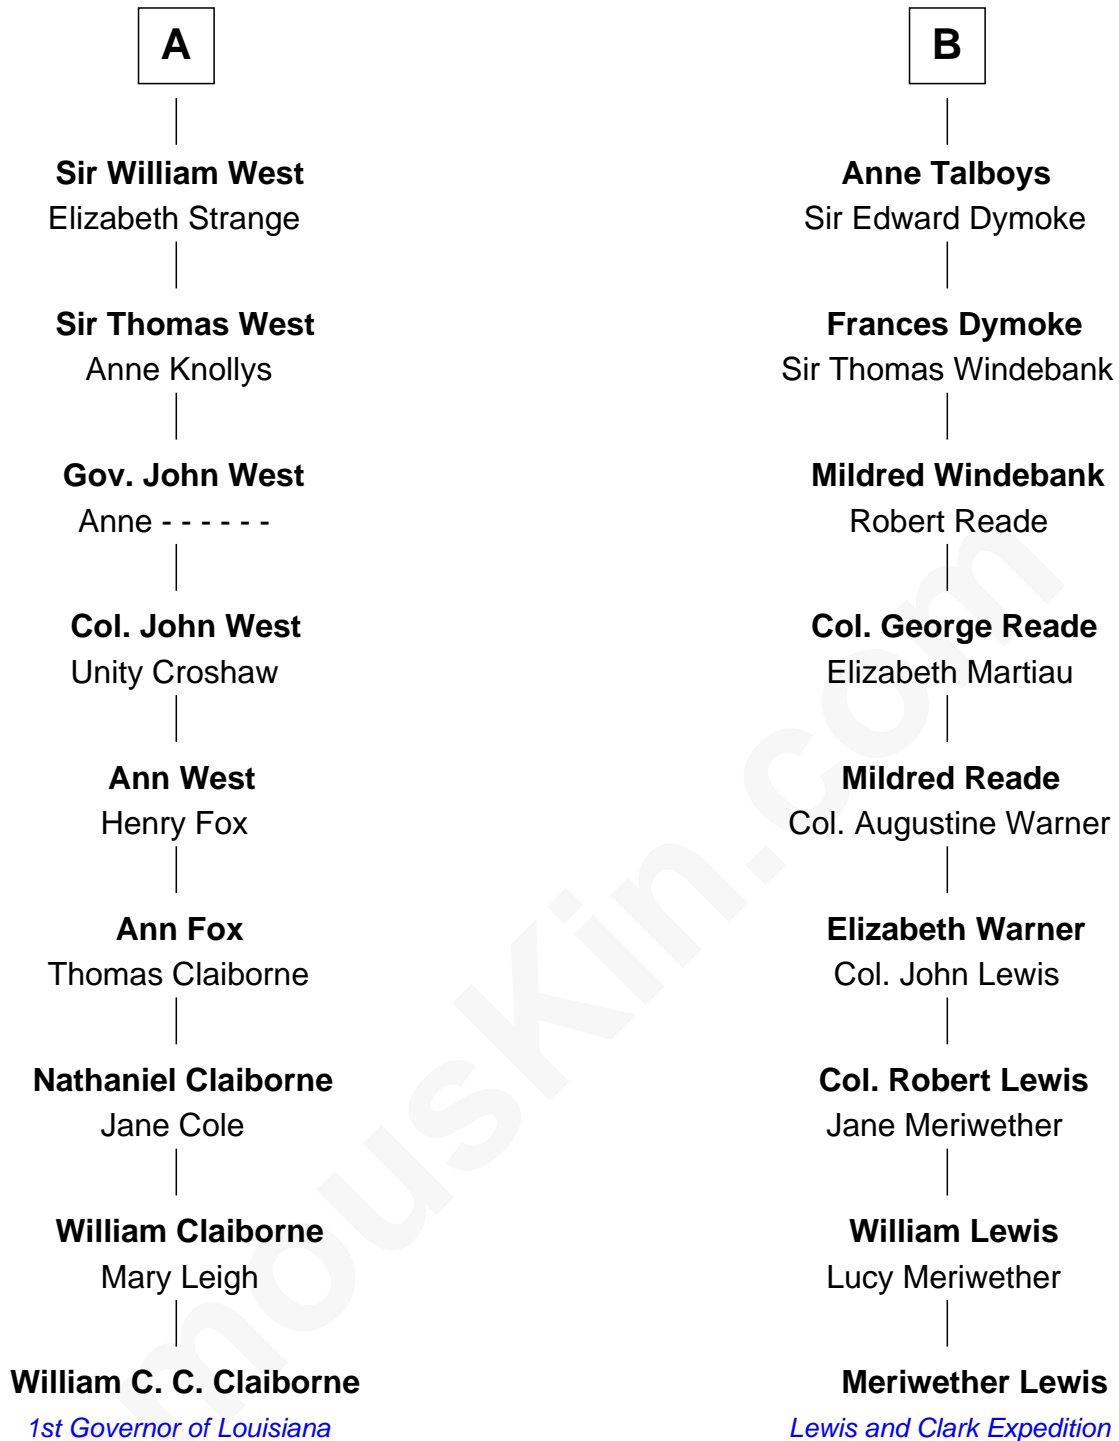 A
Sir William West
Elizabeth Strange
Sir Thomas West
Anne Knollys
Gov. John West
Anne - - - - - -
Col. John West
Unity Croshaw
Ann West
Henry Fox
Ann Fox
Thomas Claiborne
Nathaniel Claiborne
Jane Cole
William Claiborne
Mary Leigh
William C. C. Claiborne
1st Governor of Louisiana
B
Anne Talboys
Sir Edward Dymoke
Frances Dymoke
Sir Thomas Windebank
Mildred Windebank
Robert Reade
Col. George Reade
Elizabeth Martiau
Mildred Reade
Col. Augustine Warner
Elizabeth Warner
Col. John Lewis
Col. Robert Lewis
Jane Meriwether
William Lewis
Lucy Meriwether
Meriwether Lewis
Lewis and Clark Expedition
mousKin.com